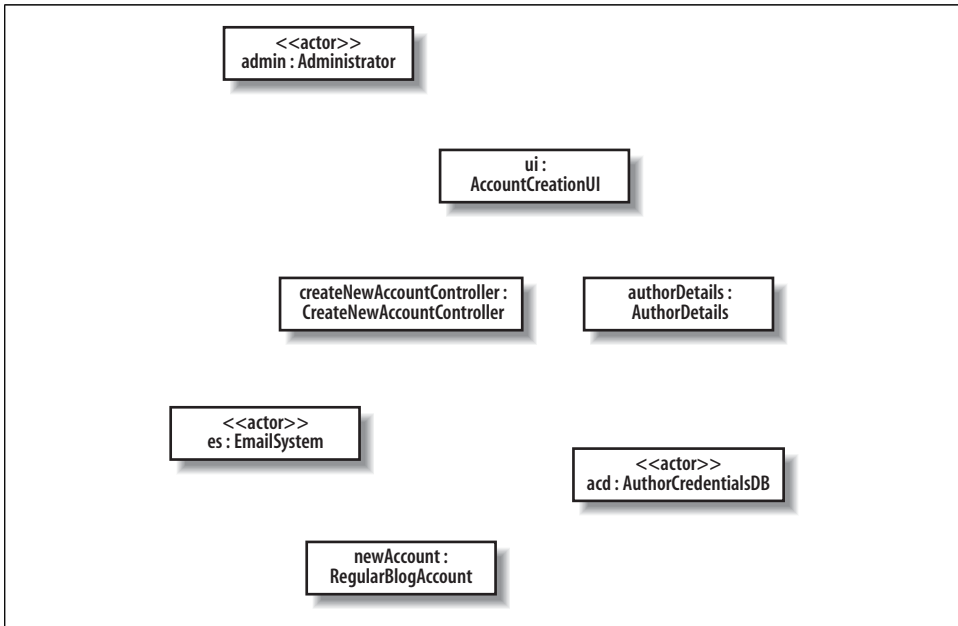 <<actor>>
admin : Administrator
ui :
AccountCreationUI
createNewAccountController :
CreateNewAccountController
authorDetails :
AuthorDetails
<<actor>>
es : EmailSystem
<<actor>>
acd : AuthorCredentialsDB
newAccount :
RegularBlogAccount